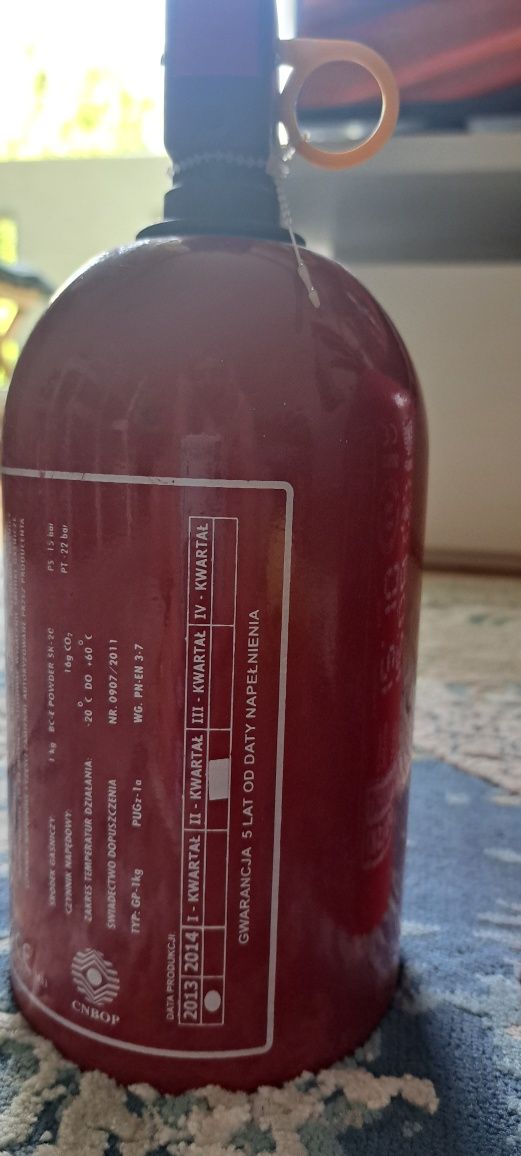 ŚRODEK GAŚNICZY: 1 kg BC-E POWDER SK-2C PS 15 bar
CZYNNIK NAPĘDOWY: 16g CO2 PT 22 bar
ZAKRES TEMPERATUR DZIAŁANIA: -20°C DO +60°C
ŚWIADECTWO DOPUSZCZENIA NR. 0907/2011
TYP: GP-1kg PUGz-1a WG. PN-EN 3-7
CNBOP
DATA PRODUKCJI
2013 2014 I - KWARTAŁ II - KWARTAŁ III - KWARTAŁ IV - KWARTAŁ
GWARANCJA 5 LAT OD DATY NAPEŁNIENIA